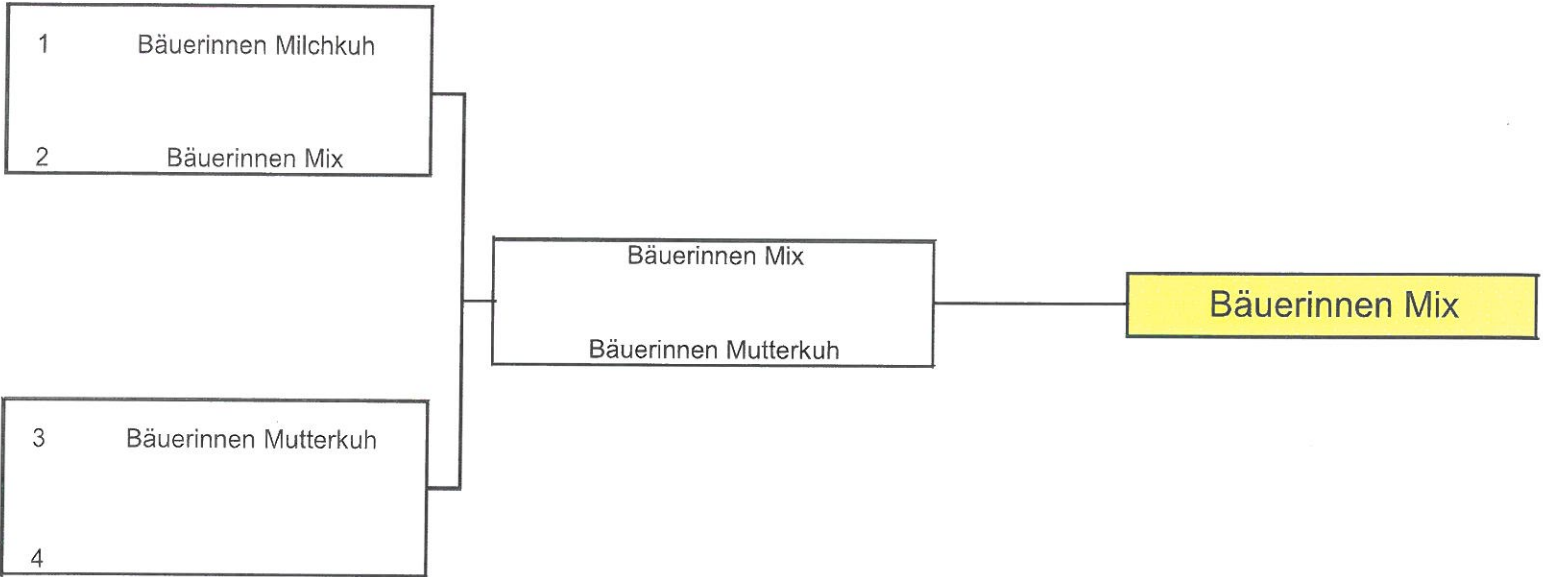 1 Bäuerinnen Milchkuh
2 Bäuerinnen Mix
Bäuerinnen Mix
Bäuerinnen Mutterkuh
Bäuerinnen Mix
3 Bäuerinnen Mutterkuh
4